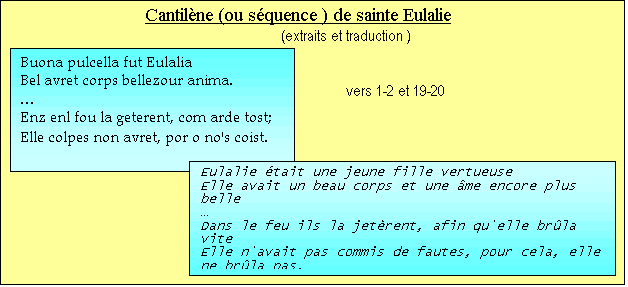 Cantilène (ou séquence ) de sainte Eulalie
(extraits et traduction )
Buona pulcella fut Eulalia
Bel avret corps bellezour anima.
...
Enz enl fou la geterent, com arde tost;
Elle colpes non avret, por o no's coist.
vers 1-2 et 19-20
Eulalie était une jeune fille vertueuse
Elle avait un beau corps et une âme encore plus
belle
…
Dans le feu ils la jetèrent, afin qu'elle brûla
vite
Elle n'avait pas commis de fautes, pour cela, elle
ne brûla pas.